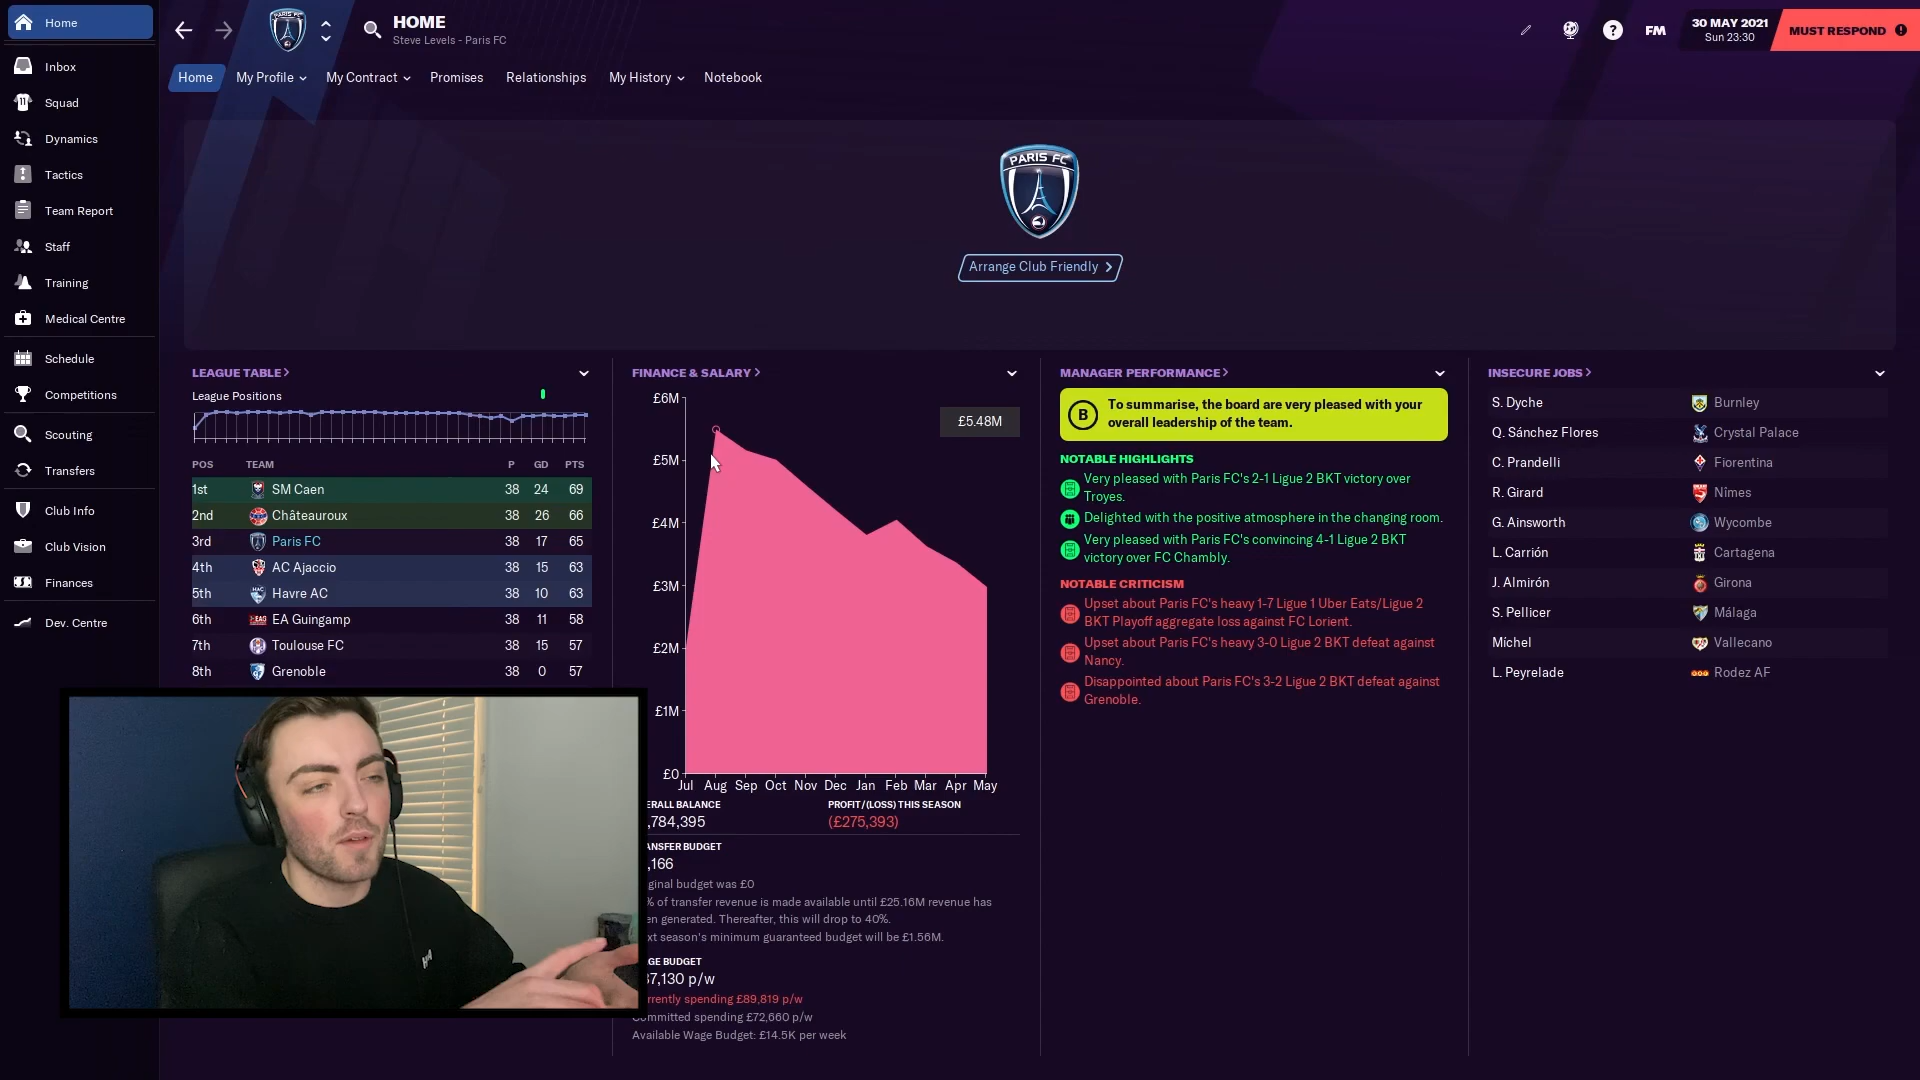 Home
Inbox
Squad
Dynamics
Tactics
Team Report
Staff
Training
Medical Centre
Schedule
Competitions
Scouting
Transfers
Club Info
Club Vision
Finances
Dev. Centre
HOME
Steve Levels - Paris FC
FM
30 MAY 2021
Sun 23:30
MUST RESPOND
Home My Profile My Contract Promises Relationships My History Notebook
PARIS FC
Arrange Club Friendly
LEAGUE TABLE
League Positions
POS TEAM P GD PTS
1st SM Caen 38 24 69
2nd Châteauroux 38 26 66
3rd Paris FC 38 17 65
4th AC Ajaccio 38 15 63
5th Havre AC 38 10 63
6th EA Guingamp 38 11 58
7th Toulouse FC 38 15 57
8th Grenoble 38 0 57
FINANCE & SALARY
£6M
£5.48M
£5M
£4M
£3M
£2M
£1M
£0
Jul Aug Sep Oct Nov Dec Jan Feb Mar Apr May
ERALL BALANCE
,784,395
PROFIT/(LOSS) THIS SEASON
(£275,393)
ANSFER BUDGET
,166
ginal budget was £0
% of transfer revenue is made available until £25.16M revenue has
en generated. Thereafter, this will drop to 40%.
xt season's minimum guaranteed budget will be £1.56M.
GE BUDGET
37,130 p/w
rrently spending £89,819 p/w
ommitted spending £72,660 p/w
Available Wage Budget: £14.5K per week
MANAGER PERFORMANCE
B
To summarise, the board are very pleased with your
overall leadership of the team.
NOTABLE HIGHLIGHTS
Very pleased with Paris FC's 2-1 Ligue 2 BKT victory over
Troyes.
Delighted with the positive atmosphere in the changing room.
Very pleased with Paris FC's convincing 4-1 Ligue 2 BKT
victory over FC Chambly.
NOTABLE CRITICISM
Upset about Paris FC's heavy 1-7 Ligue 1 Uber Eats/Ligue 2
BKT Playoff aggregate loss against FC Lorient.
Upset about Paris FC's heavy 3-0 Ligue 2 BKT defeat against
Nancy.
Disappointed about Paris FC's 3-2 Ligue 2 BKT defeat against
Grenoble.
INSECURE JOBS
S. Dyche Burnley
Q. Sánchez Flores Crystal Palace
C. Prandelli Fiorentina
R. Girard Nîmes
G. Ainsworth Wycombe
L. Carrión Cartagena
J. Almirón Girona
S. Pellicer Málaga
Míchel Vallecano
L. Peyrelade Rodez AF